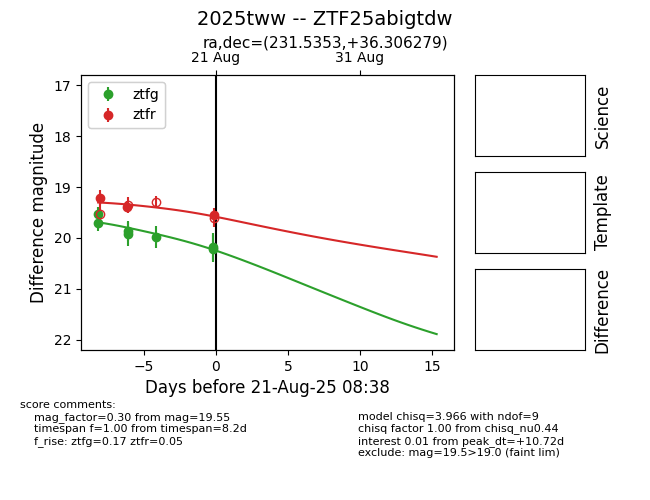 2025tww -- ZTF25abigtdw
ra,dec=(231.5353,+36.306279)
21 Aug
31 Aug
ztfg
ztfr
17
18
19
20
21
22
Difference magnitude
−5
0
5
10
15
Days before 21-Aug-25 08:38
Science
Template
Difference
score comments:
mag_factor=0.30 from mag=19.55
timespan f=1.00 from timespan=8.2d
f_rise: ztfg=0.17 ztfr=0.05
model chisq=3.966 with ndof=9
chisq factor 1.00 from chisq_nu0.44
interest 0.01 from peak_dt=+10.72d
exclude: mag=19.5>19.0 (faint lim)